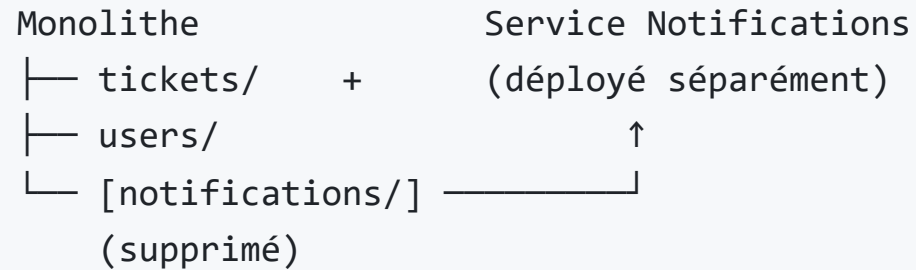 Monolithe                    Service Notifications
├── tickets/    +      (déployé séparément)
├── users/                         ↑
└── [notifications/] ─────────┘
    (supprimé)